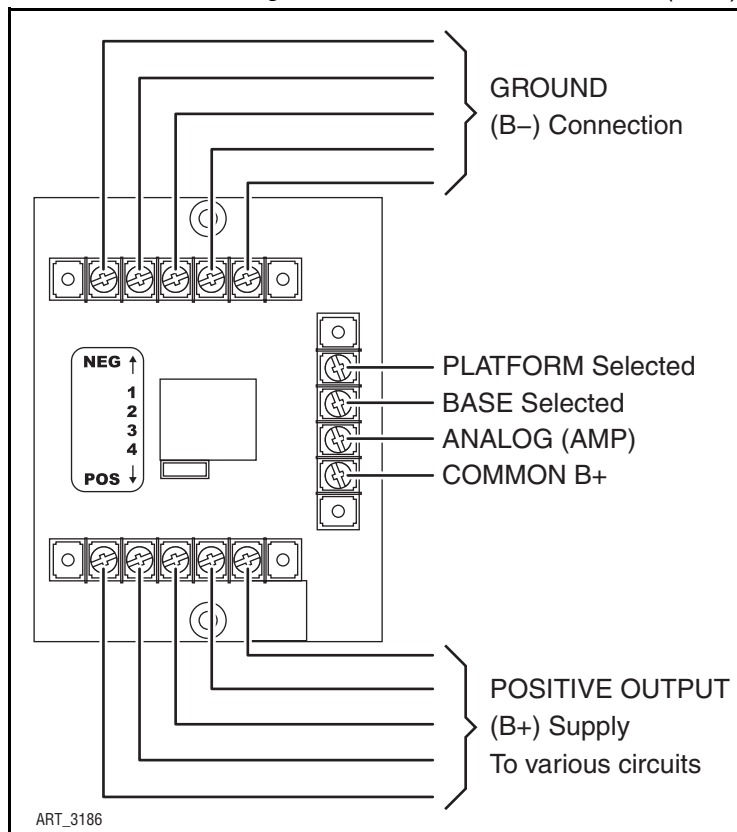 GROUND
(B–) Connection
NEG ↑
1
2
3
4
POS ↓
PLATFORM Selected
BASE Selected
ANALOG (AMP)
COMMON B+
POSITIVE OUTPUT
(B+) Supply
To various circuits
ART_3186